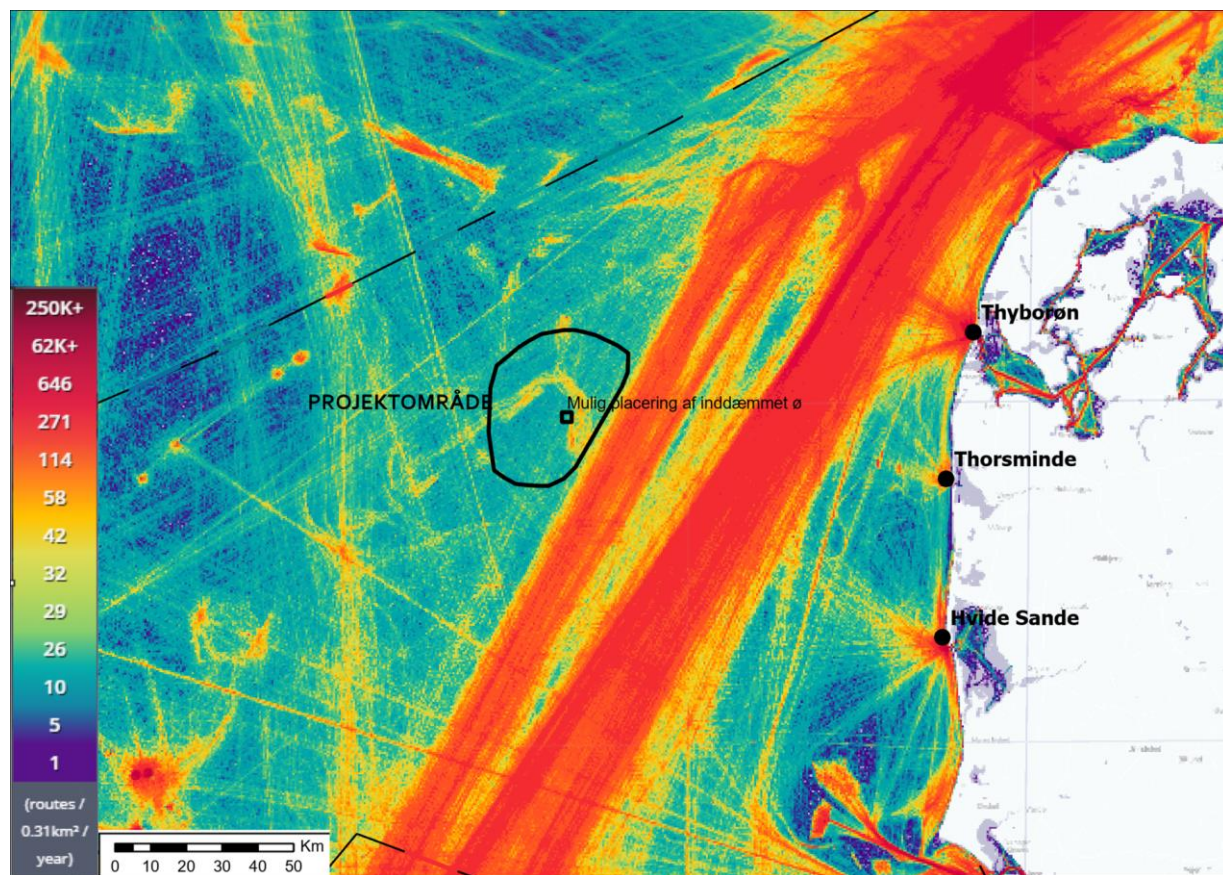 Thyborøn
PROJEKTOMRÅDE
Mulig placering af inddæmmet ø
Thorsminde
Hvide Sande
250K+
62K+
646
271
114
58
42
32
29
26
10
5
1
(routes /
0.31km² /
year)
Km
0 5 10 20 30 40 50